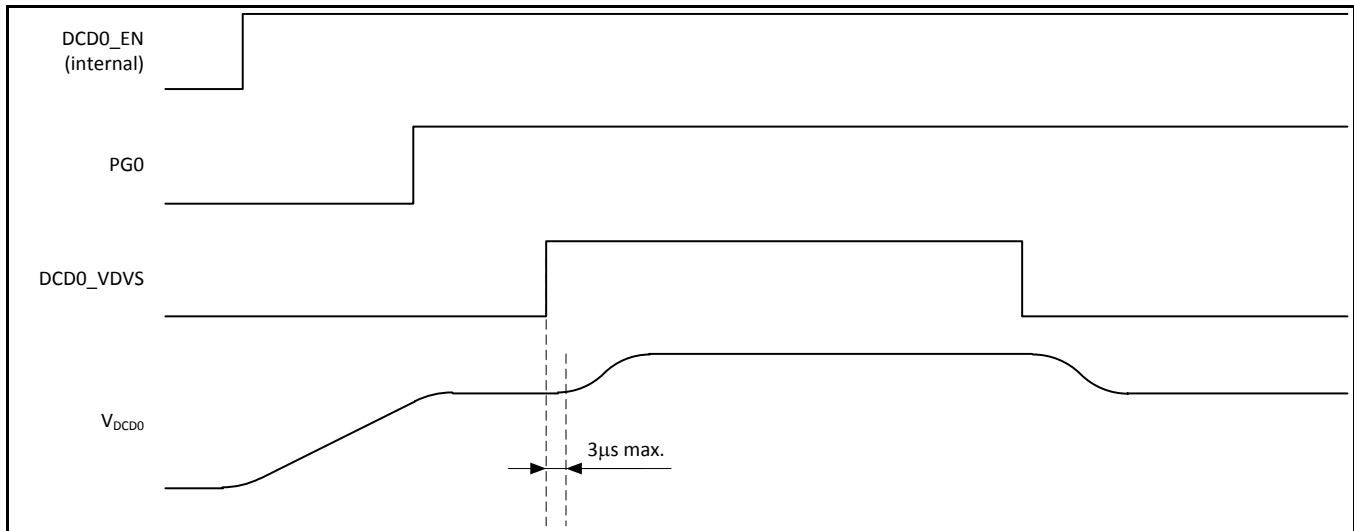 DCD0_EN
(internal)
PG0
DCD0_VDVS
VDCD0
3μs max.